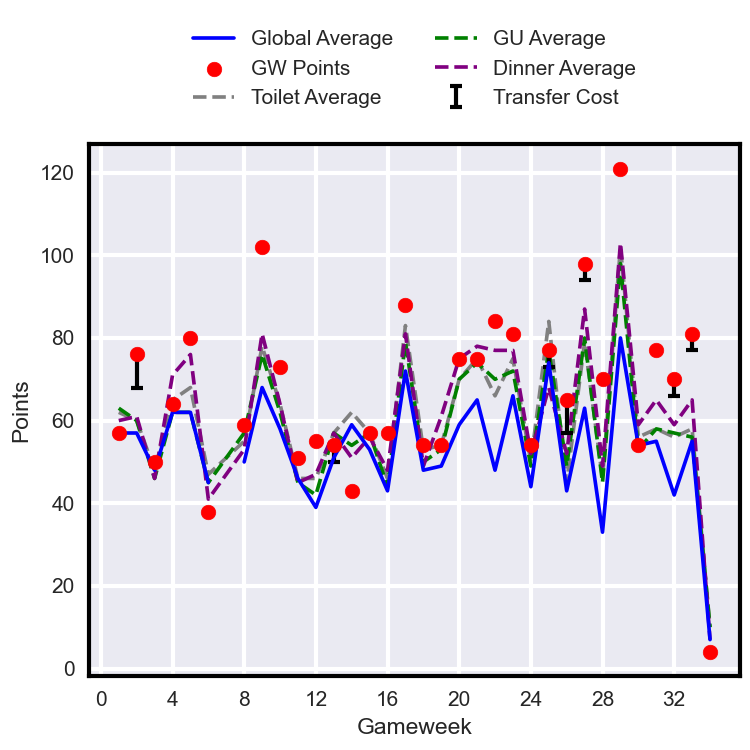 Global Average
GW Points
Toilet Average
GU Average
Dinner Average
Transfer Cost
Points
120
100
80
60
40
20
0
0 4 8 12 16 20 24 28 32
Gameweek